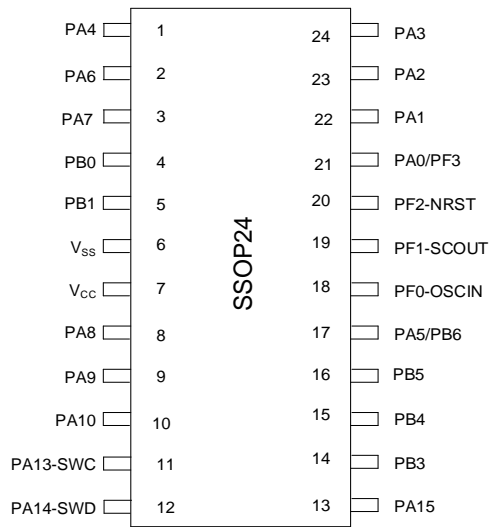 PA4 1 24 PA3
PA6 2 23 PA2
PA7 3 22 PA1
PB0 4 21 PA0/PF3
PB1 5 20 PF2-NRST
VSS 6 19 PF1-SCOUT
VCC 7 18 PF0-OSCIN
PA8 8 17 PA5/PB6
PA9 9 16 PB5
PA10 10 15 PB4
PA13-SWC 11 14 PB3
PA14-SWD 12 13 PA15
SSOP24